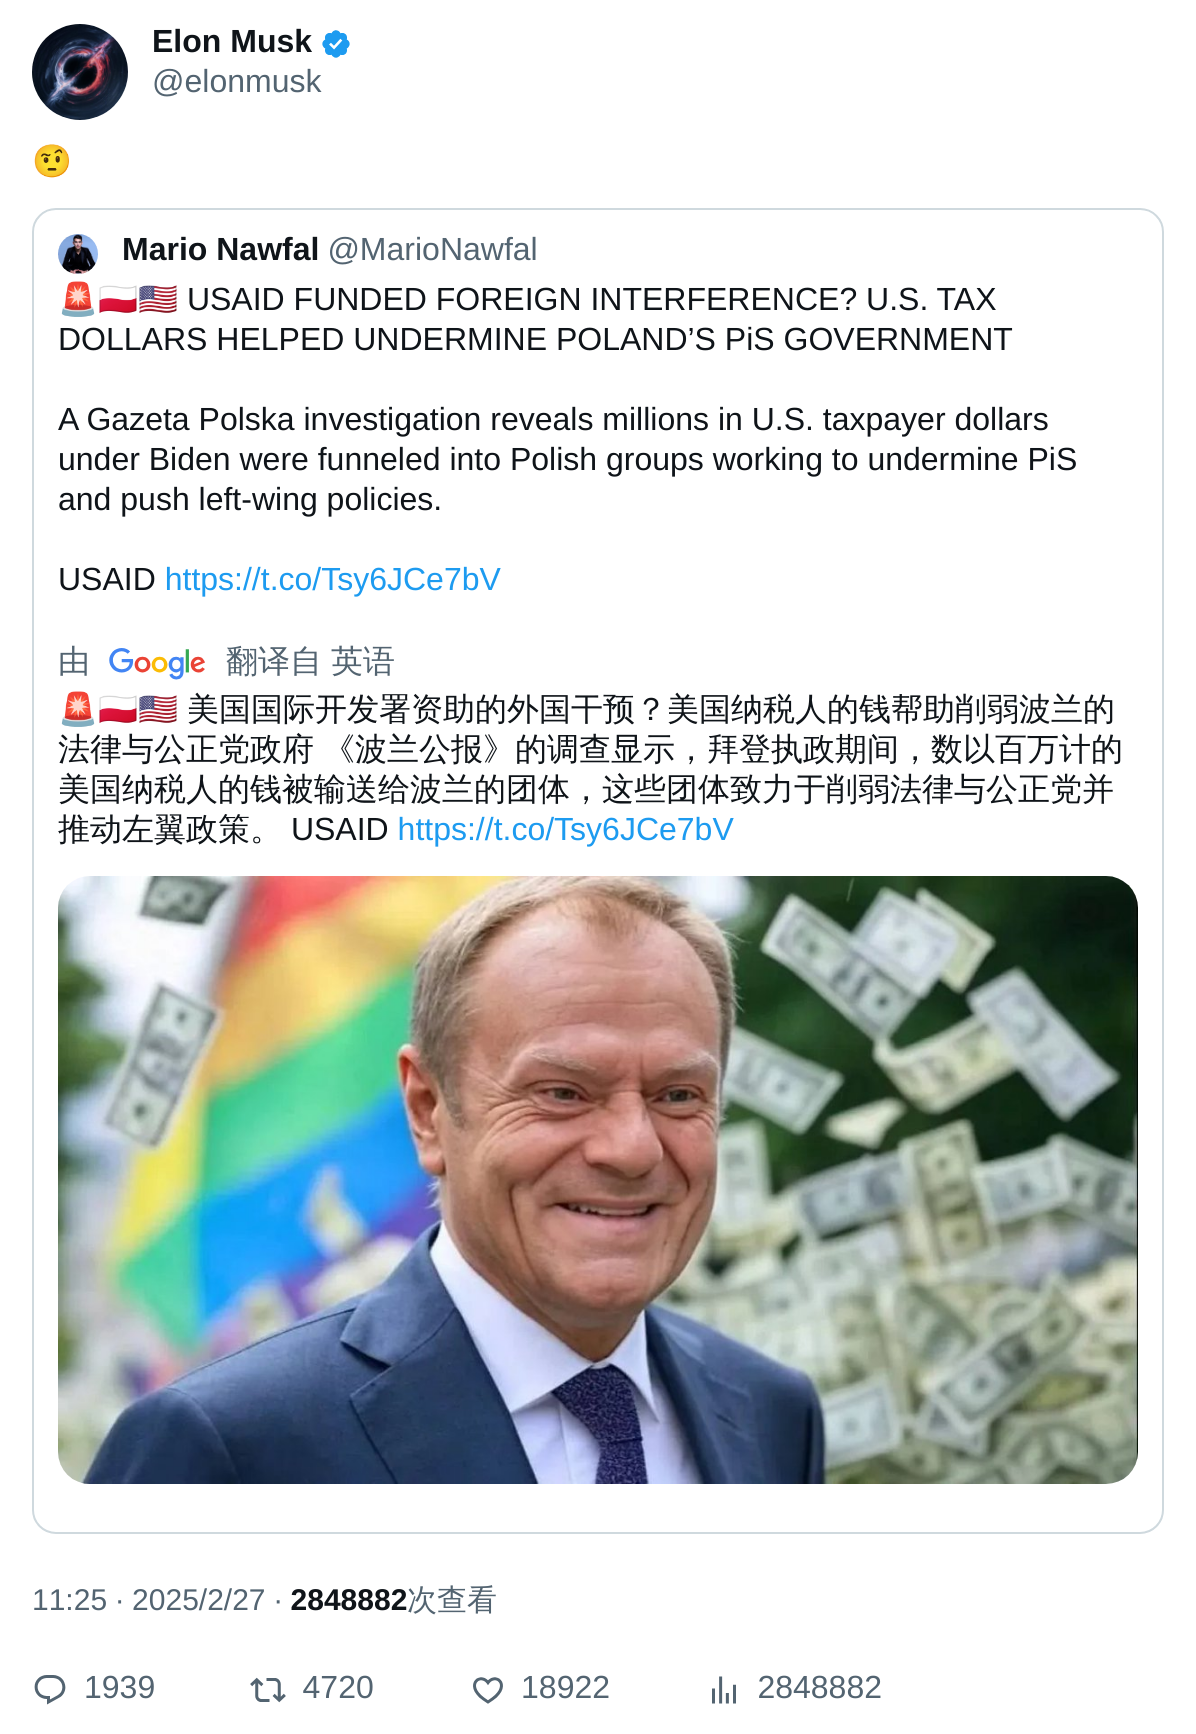 Elon Musk
@elonmusk
🤨
Mario Nawfal @MarioNawfal
🚨🇵🇱🇺🇸 USAID FUNDED FOREIGN INTERFERENCE? U.S. TAX
DOLLARS HELPED UNDERMINE POLAND’S PiS GOVERNMENT
A Gazeta Polska investigation reveals millions in U.S. taxpayer dollars
under Biden were funneled into Polish groups working to undermine PiS
and push left-wing policies.
USAID https://t.co/Tsy6JCe7bV
由 Google 翻译自 英语
🚨🇵🇱🇺🇸 美国国际开发署资助的外国干预？美国纳税人的钱帮助削弱波兰的
法律与公正党政府 《波兰公报》的调查显示，拜登执政期间，数以百万计的
美国纳税人的钱被输送给波兰的团体，这些团体致力于削弱法律与公正党并
推动左翼政策。 USAID https://t.co/Tsy6JCe7bV
11:25 · 2025/2/27 · 2848882次查看
1939 4720 18922 2848882